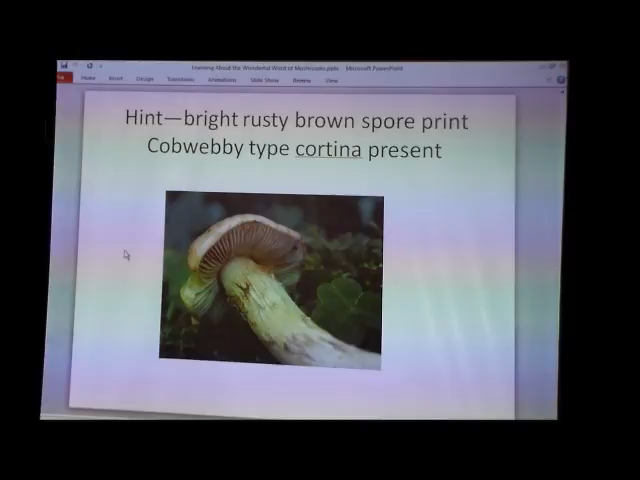 Learning About the Wonderful World of Mushrooms.pptx - Microsoft PowerPoint
Home Insert Design Transitions Animations Slide Show Review View
Hint—bright rusty brown spore print
Cobwebby type cortina present